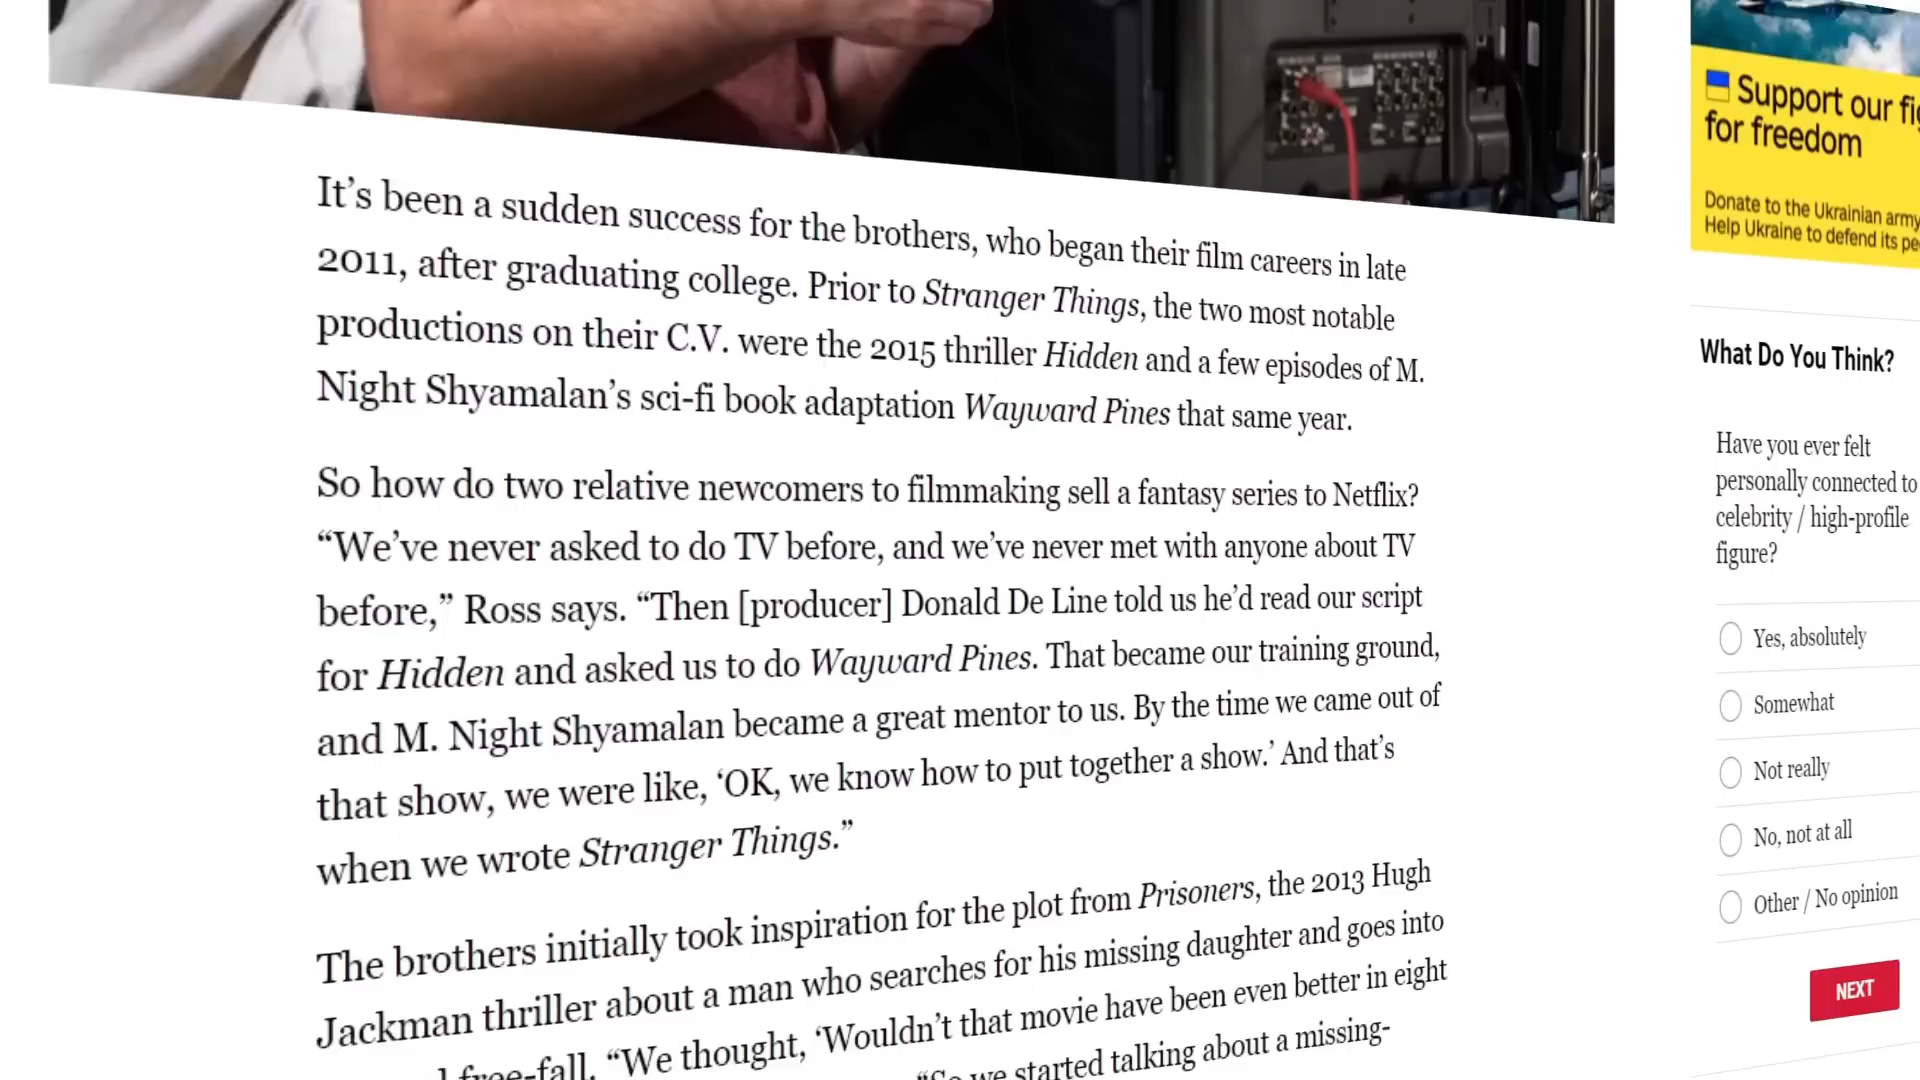 It's been a sudden success for the brothers, who began their film careers in late
2011, after graduating college. Prior to Stranger Things, the two most notable
productions on their C.V. were the 2015 thriller Hidden and a few episodes of M.
Night Shyamalan's sci-fi book adaptation Wayward Pines that same year.
So how do two relative newcomers to filmmaking sell a fantasy series to Netflix?
“We've never asked to do TV before, and we've never met with anyone about TV
before,” Ross says. “Then [producer] Donald De Line told us he'd read our script
for Hidden and asked us to do Wayward Pines. That became our training ground,
and M. Night Shyamalan became a great mentor to us. By the time we came out of
that show, we were like, ‘OK, we know how to put together a show.’ And that's
when we wrote Stranger Things.”
The brothers initially took inspiration for the plot from Prisoners, the 2013 Hugh
Jackman thriller about a man who searches for his missing daughter and goes into
free-fall. “We thought, ‘Wouldn't that movie have been even better in eight
“So we started talking about a missing-
Support our
for freedom
Donate to the Ukrainian army
Help Ukraine to defend its
What Do You Think?
Have you ever felt
personally connected to
celebrity / high-profile
figure?
Yes, absolutely
Somewhat
Not really
No, not at all
Other / No opinion
NEXT